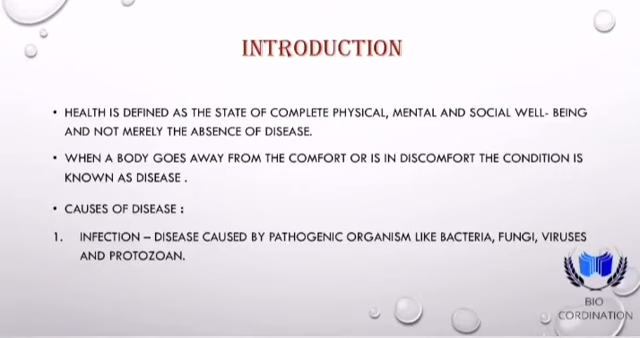 INTRODUCTION
• HEALTH IS DEFINED AS THE STATE OF COMPLETE PHYSICAL, MENTAL AND SOCIAL WELL- BEING
AND NOT MERELY THE ABSENCE OF DISEASE.
• WHEN A BODY GOES AWAY FROM THE COMFORT OR IS IN DISCOMFORT THE CONDITION IS
KNOWN AS DISEASE .
• CAUSES OF DISEASE :
1. INFECTION – DISEASE CAUSED BY PATHOGENIC ORGANISM LIKE BACTERIA, FUNGI, VIRUSES
AND PROTOZOAN.
BIO
CORDINATION